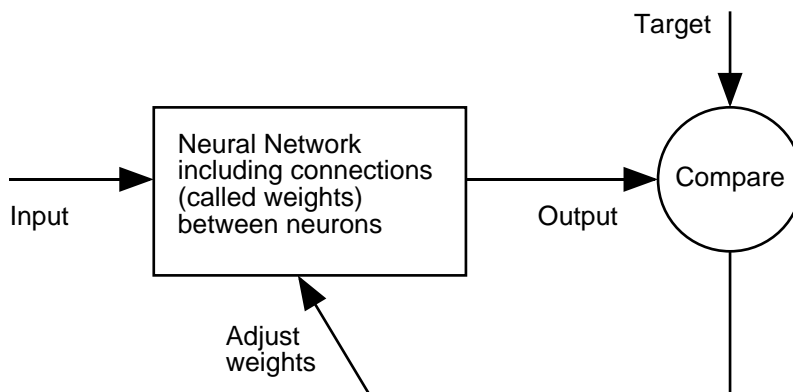 Target
Neural Network
including connections
(called weights)
between neurons
Compare
Input
Output
Adjust
weights